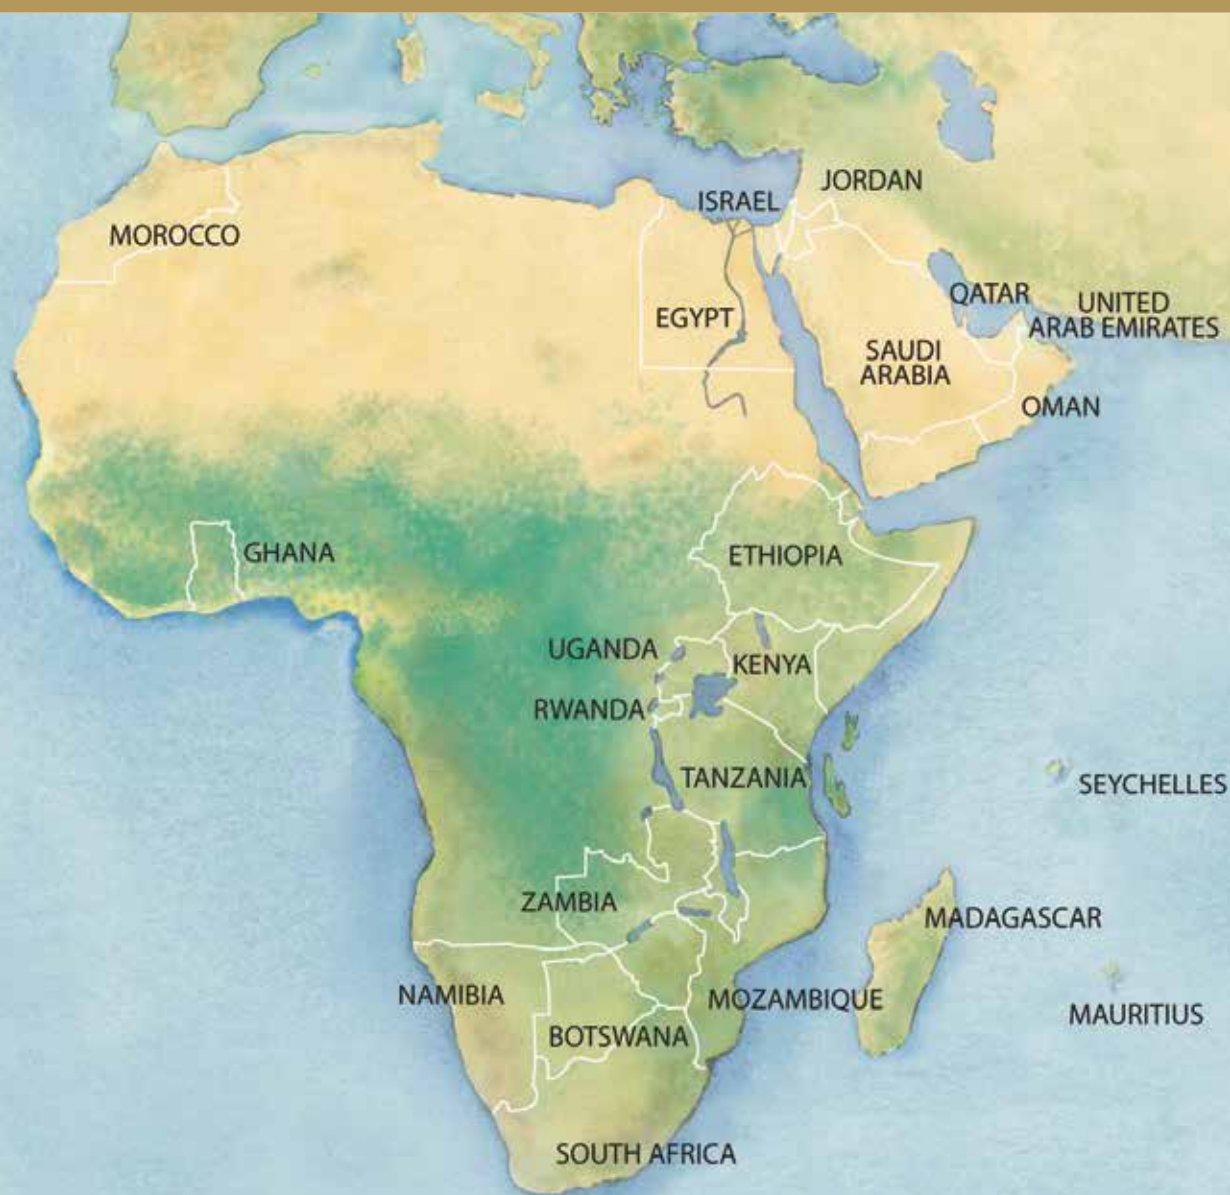 JORDAN
ISRAEL
MOROCCO
QATAR
UNITED
ARAB EMIRATES
EGYPT
SAUDI
ARABIA
OMAN
GHANA
ETHIOPIA
UGANDA
KENYA
RWANDA
TANZANIA
SEYCHELLES
ZAMBIA
MADAGASCAR
NAMIBIA
MOZAMBIQUE
MAURITIUS
BOTSWANA
SOUTH AFRICA